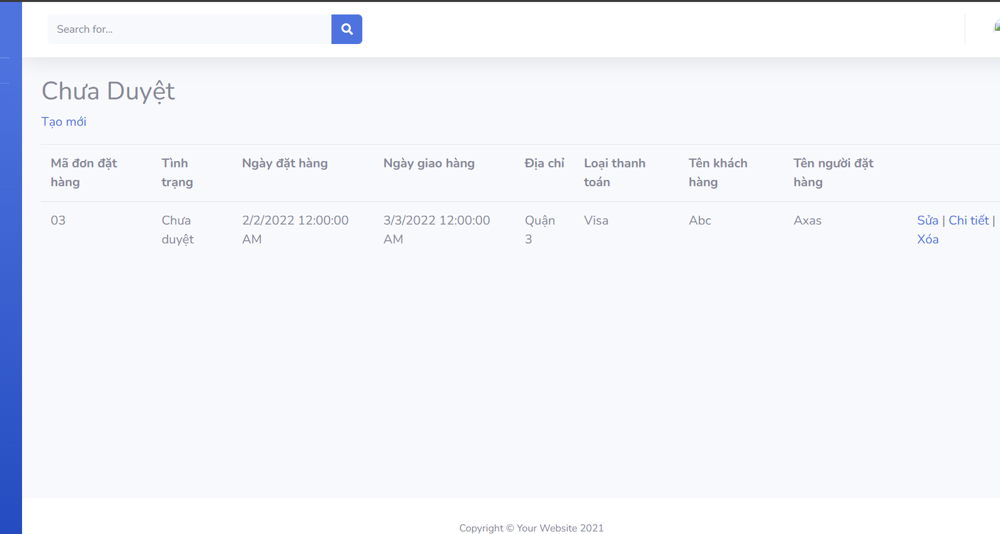 Search for...
Chưa Duyệt
Tạo mới
Mã đơn đặt hàng Tình trạng Ngày đặt hàng Ngày giao hàng Địa chỉ Loại thanh toán Tên khách hàng Tên người đặt hàng
03 Chưa duyệt 2/2/2022 12:00:00 AM 3/3/2022 12:00:00 AM Quận 3 Visa Abc Axas Sửa | Chi tiết | Xóa
Copyright © Your Website 2021